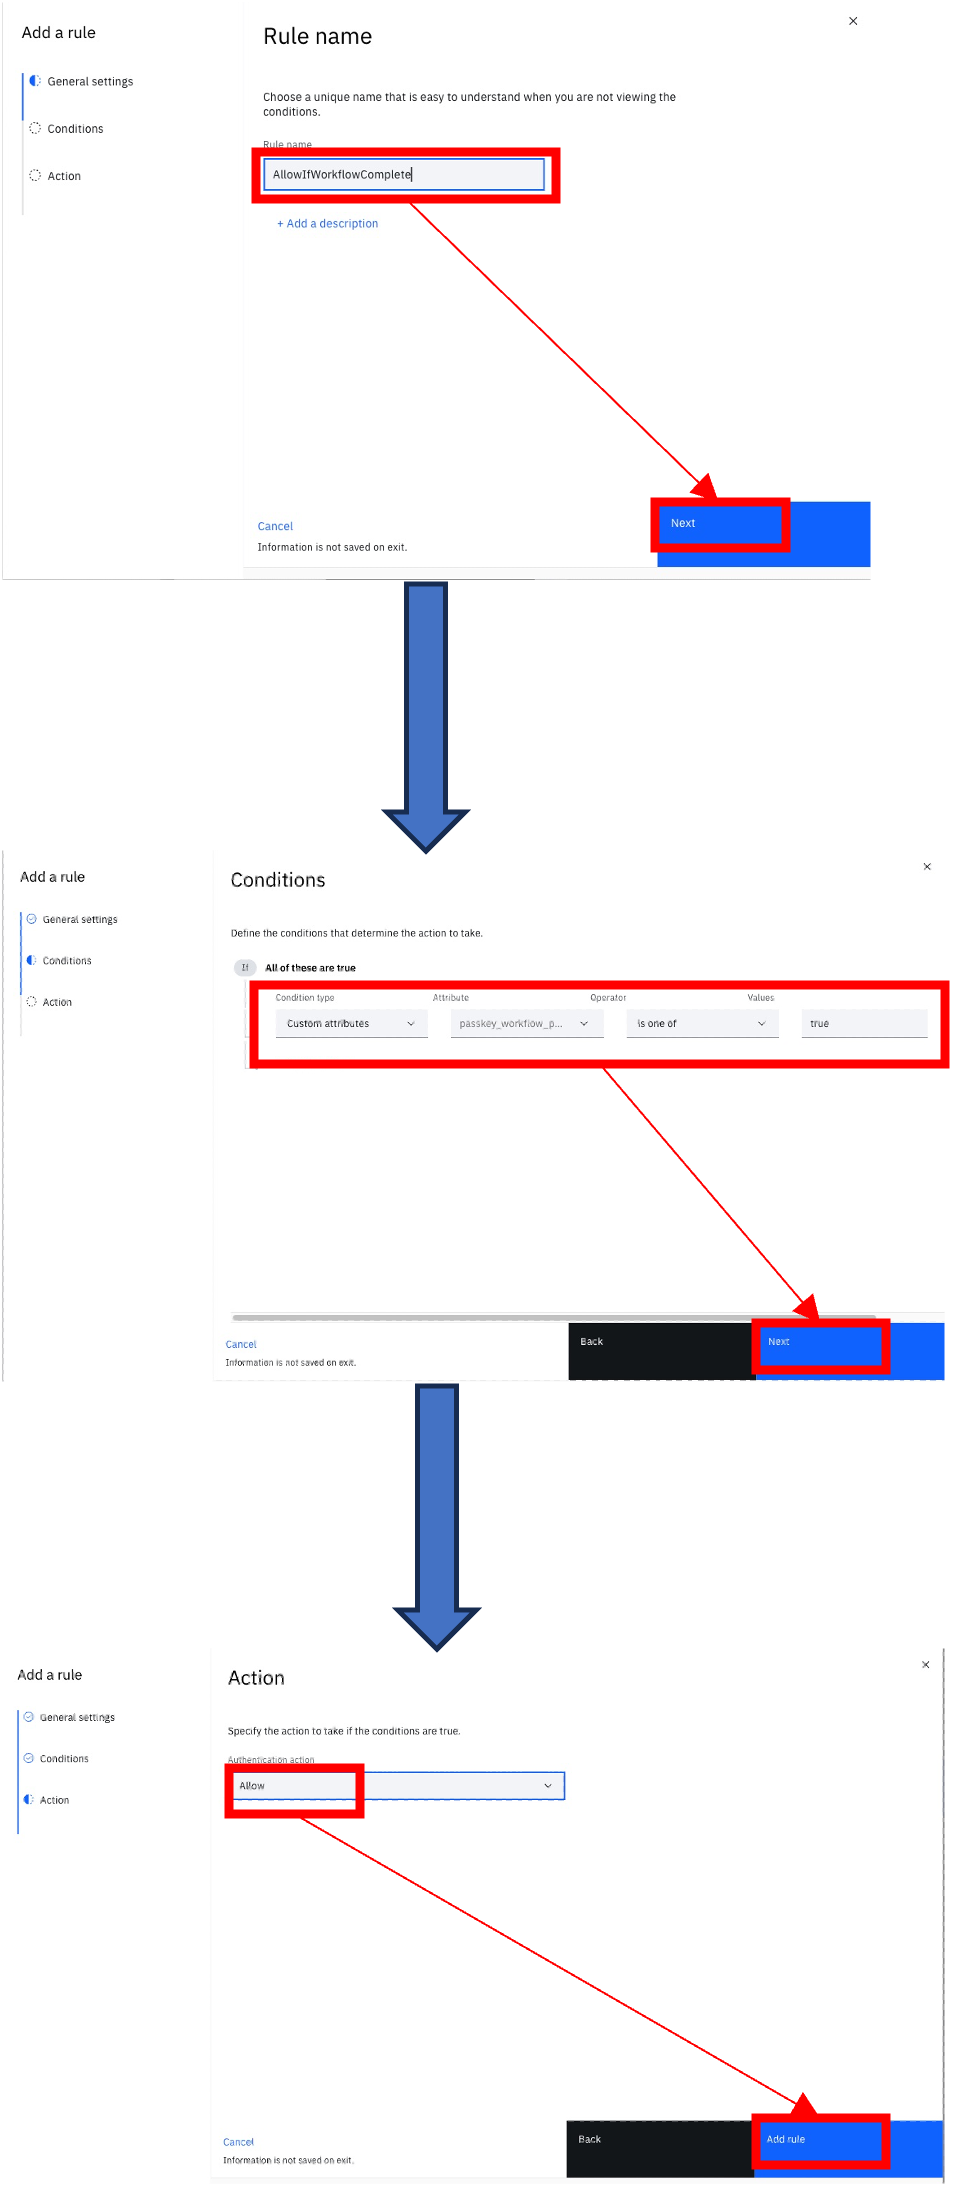 Add a rule
General settings
Conditions
Action
Rule name
Choose a unique name that is easy to understand when you are not viewing the
conditions.
Rule name
AllowIfWorkflowComplete
+ Add a description
Cancel
Information is not saved on exit.
Next
Add a rule
General settings
Conditions
Action
Conditions
Define the conditions that determine the action to take.
If All of these are true
Condition type Attribute Operator Values
Custom attributes passkey_workflow_p... is one of true
Cancel
Information is not saved on exit.
Back
Next
Add a rule
General settings
Conditions
Action
Action
Specify the action to take if the conditions are true.
Authentication action
Allow
Cancel
Information is not saved on exit.
Back
Add rule